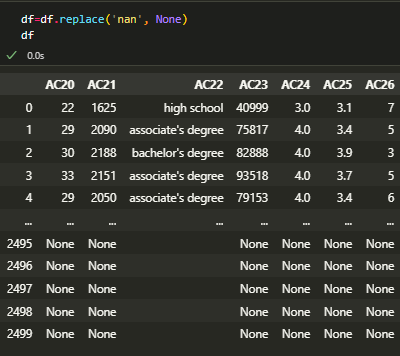 df=df.replace('nan', None)
df
0.0s
AC20 AC21 AC22 AC23 AC24 AC25 AC26
0 22 1625 high school 40999 3.0 3.1 7
1 29 2090 associate's degree 75817 4.0 3.4 5
2 30 2188 bachelor's degree 82888 4.0 3.9 3
3 33 2151 associate's degree 93518 4.0 3.7 5
4 29 2050 associate's degree 79153 4.0 3.4 6
... ... ... ... ... ... ... ...
2495 None None None None None None
2496 None None None None None None
2497 None None None None None None
2498 None None None None None None
2499 None None None None None None